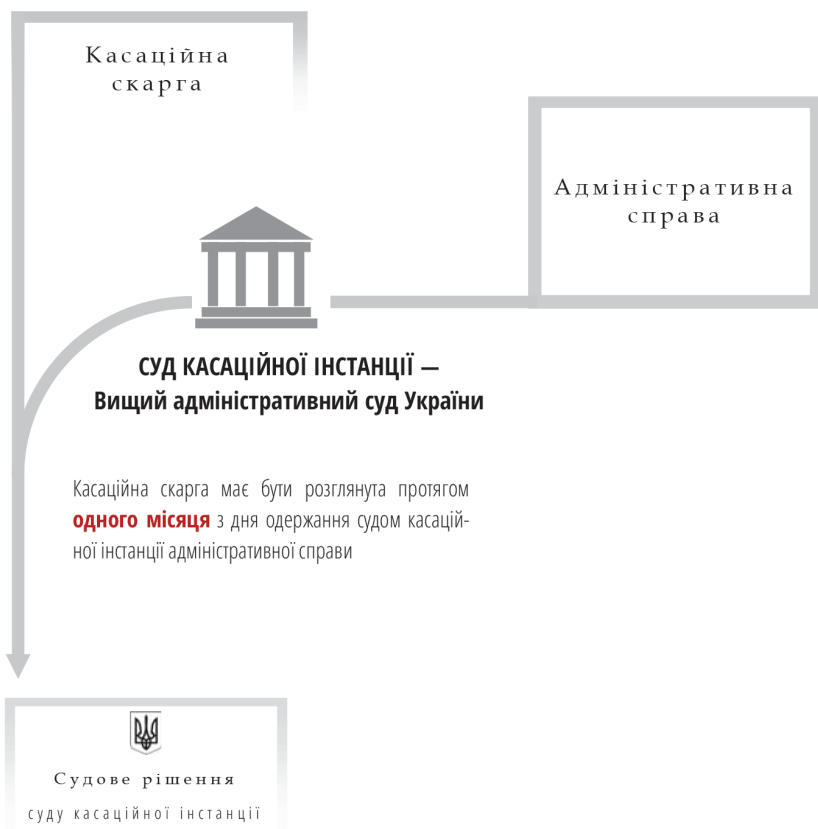 Касаційна
скарга
Адміністративна
справа
СУД КАСАЦІЙНОЇ ІНСТАНЦІЇ —
Вищий адміністративний суд України
Касаційна скарга має бути розглянута протягом
одного місяця з дня одержання судом касацій-
ної інстанції адміністративної справи
Судове рішення
суду касаційної інстанції